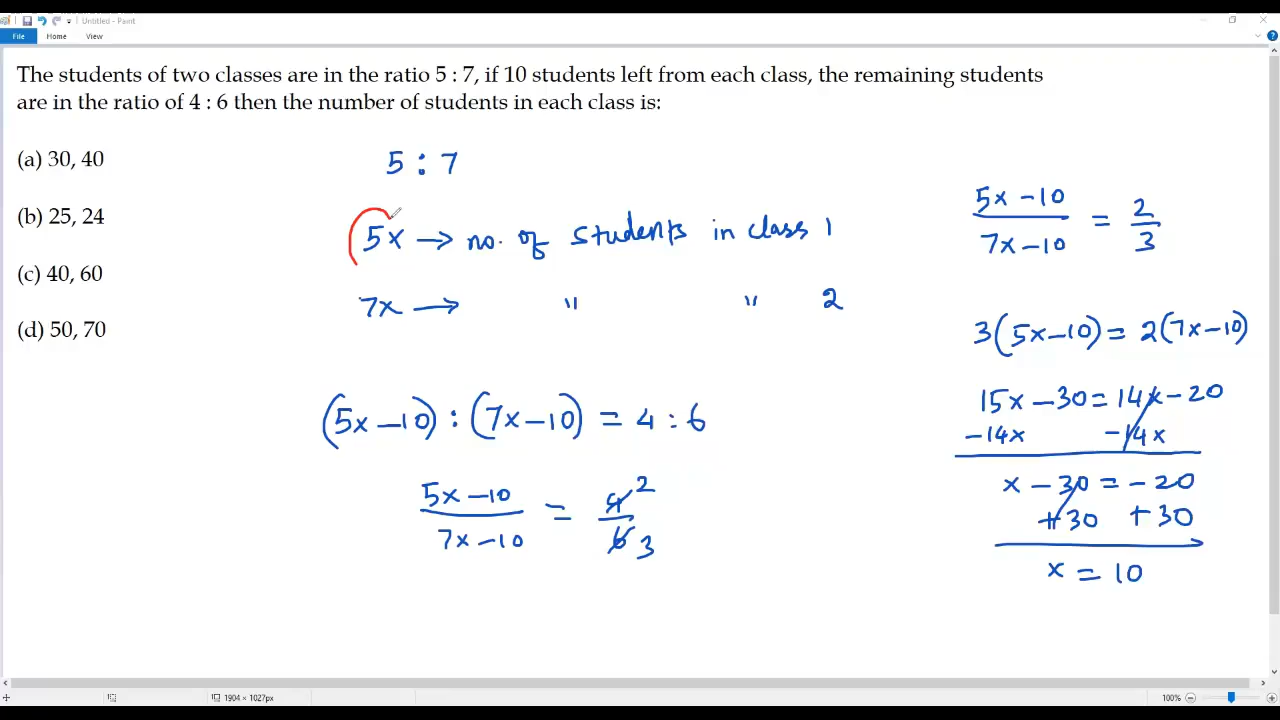 Untitled - Paint
File Home View
The students of two classes are in the ratio 5 : 7, if 10 students left from each class, the remaining students
are in the ratio of 4 : 6 then the number of students in each class is:
(a) 30, 40
(b) 25, 24
(c) 40, 60
(d) 50, 70
5 : 7
5x → no. of students in class 1
7x → " " 2
(5x − 10) : (7x − 10) = 4 : 6
5x − 10 / 7x − 10 = 4 2 / 6 3
5x − 10 / 7x − 10 = 2 / 3
3(5x − 10) = 2(7x − 10)
15x − 30 = 14x − 20
−14x −14x
x − 30 = −20
+30 +30
x = 10
1904 × 1027px
100%